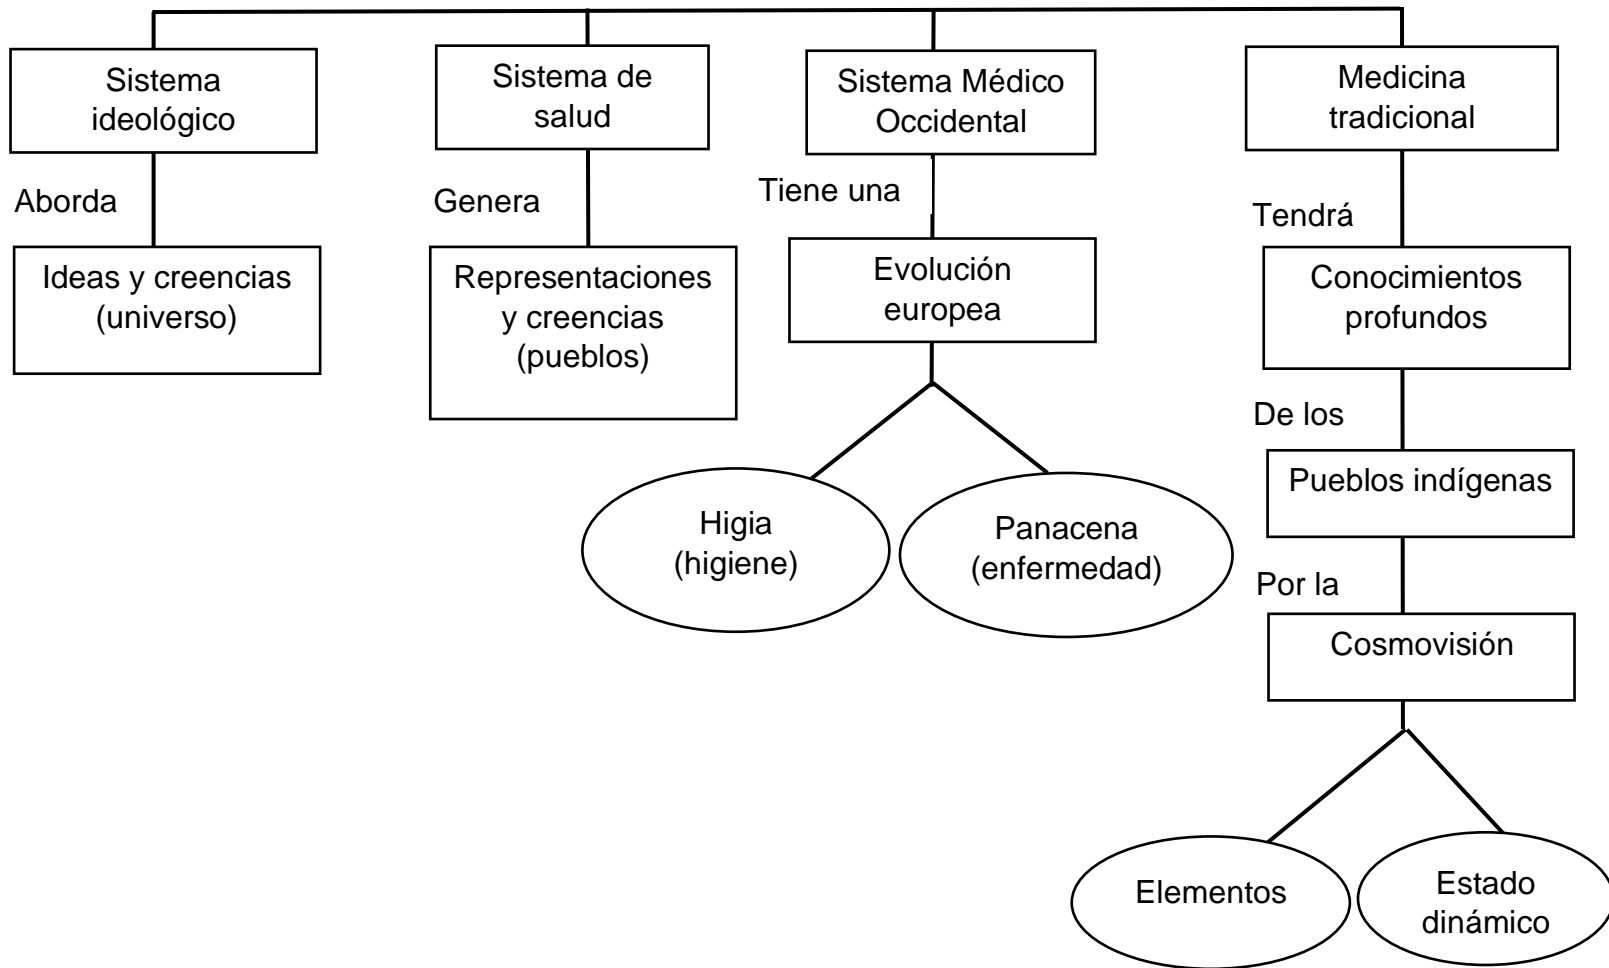 Sistema
ideológico
Sistema de
salud
Sistema Médico
Occidental
Medicina
tradicional
Aborda
Genera
Tiene una
Tendrá
Ideas y creencias
(universo)
Representaciones
y creencias
(pueblos)
Evolución
europea
Conocimientos
profundos
De los
Pueblos indígenas
Higia
(higiene)
Panacena
(enfermedad)
Por la
Cosmovisión
Elementos
Estado
dinámico